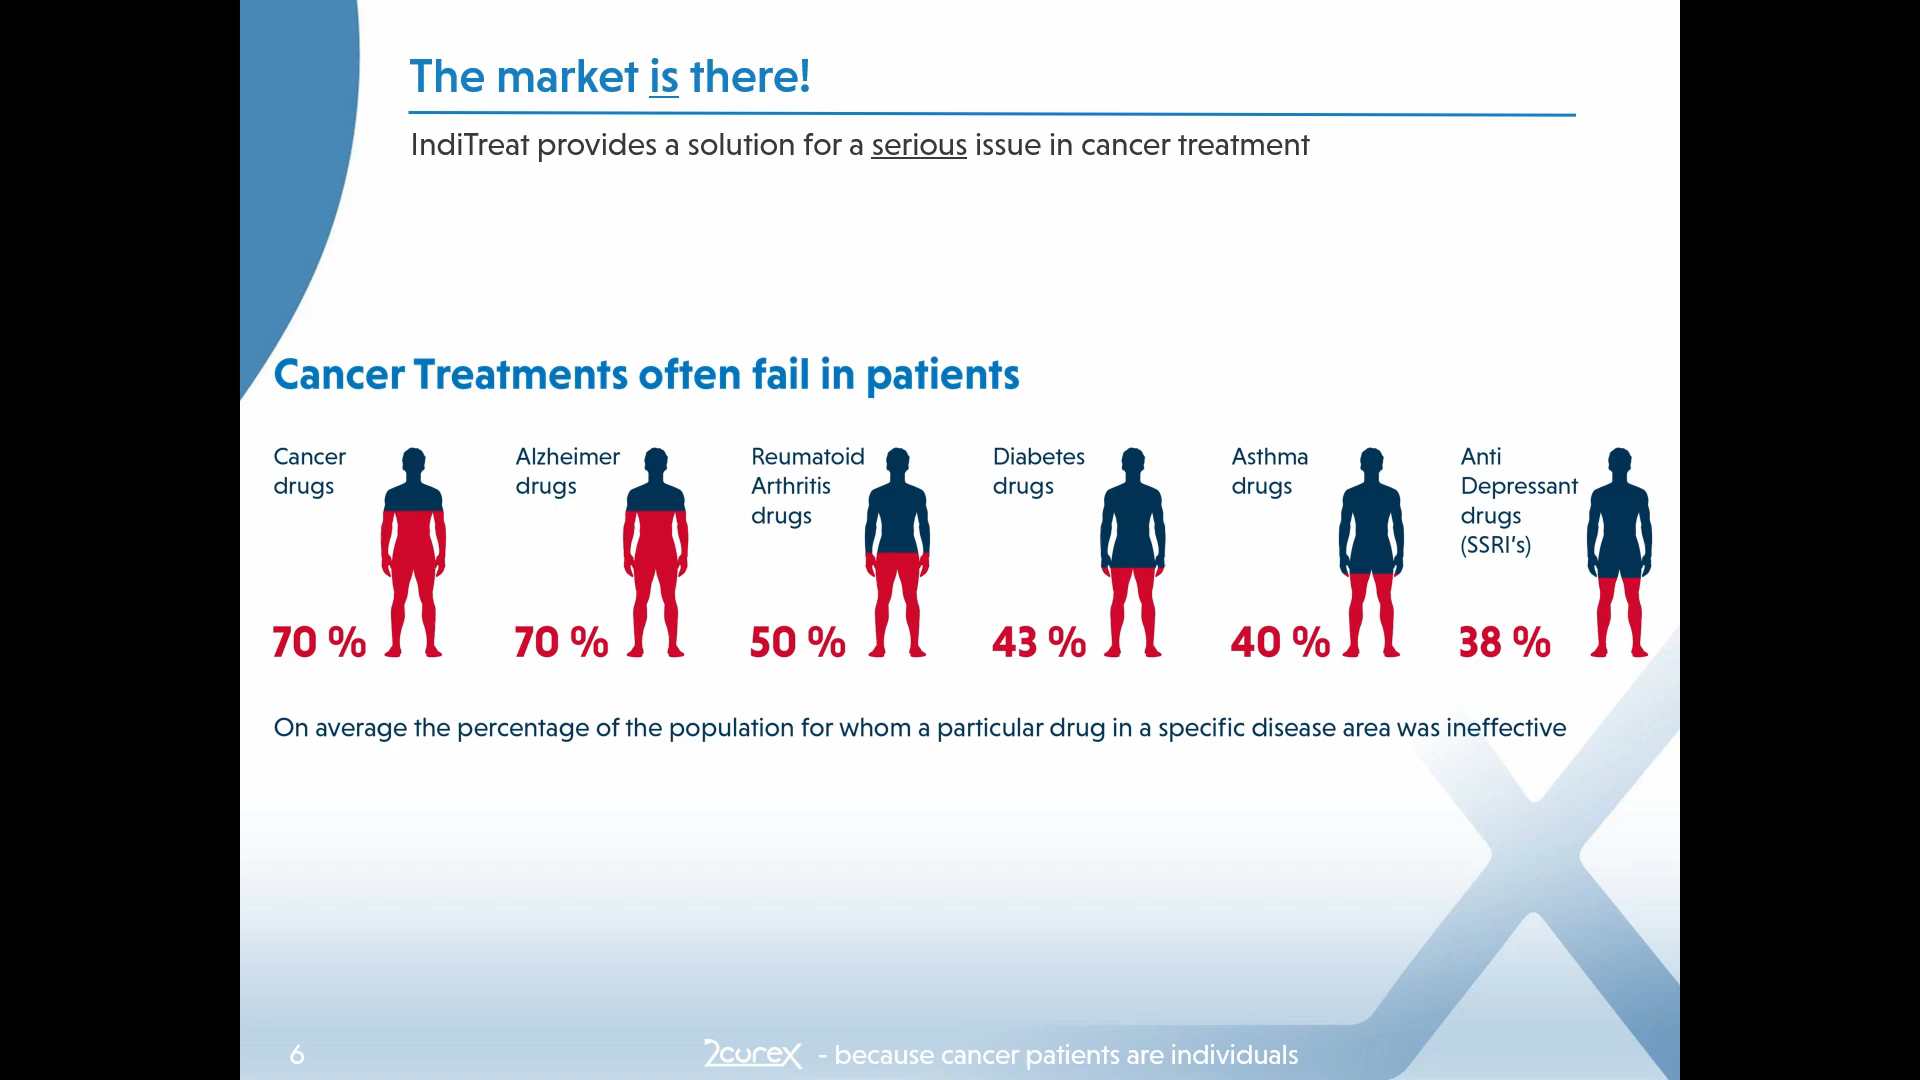 The market is there!
IndiTreat provides a solution for a serious issue in cancer treatment
Cancer Treatments often fail in patients
Cancer
drugs
70 %
Alzheimer
drugs
70 %
Reumatoid
Arthritis
drugs
50 %
Diabetes
drugs
43 %
Asthma
drugs
40 %
Anti
Depressant
drugs
(SSRI's)
38 %
On average the percentage of the population for whom a particular drug in a specific disease area was ineffective
6
2curex - because cancer patients are individuals